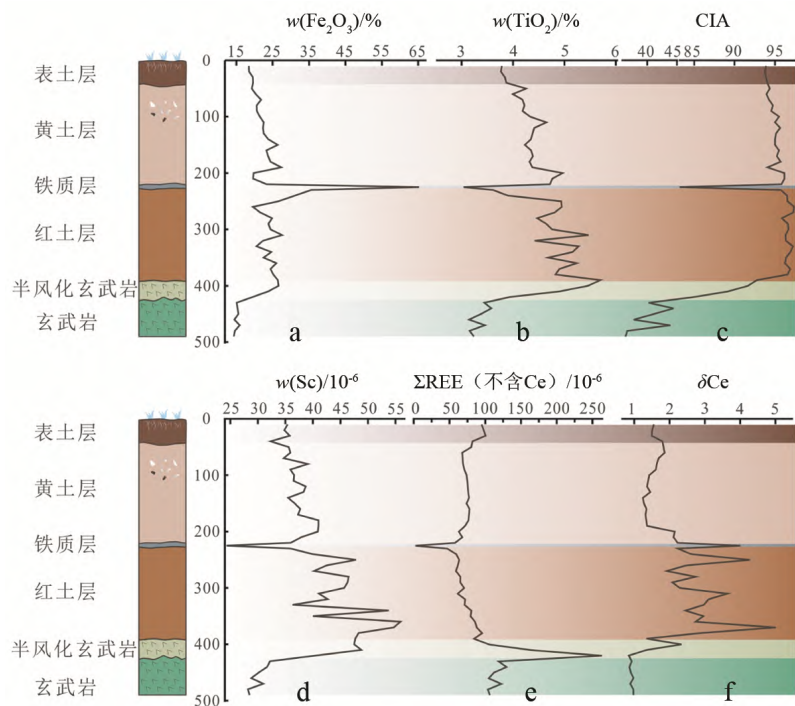 w(Fe₂O₃)/% w(TiO₂)/% CIA
0 15 25 45 65 3 4 5 6 40 45 85 90 95
表土层
黄土层 100
铁质层 200
红土层 300
半风化玄武岩 400
玄武岩
500 a b c
w(Sc)/10⁻⁶ ΣREE（不含Ce）/10⁻⁶ δCe
0 25 30 40 45 50 55 0 50 100 150 200 250 1 2 3 4 5
表土层
黄土层 100
铁质层 200
红土层 300
半风化玄武岩 400
玄武岩
500 d e f